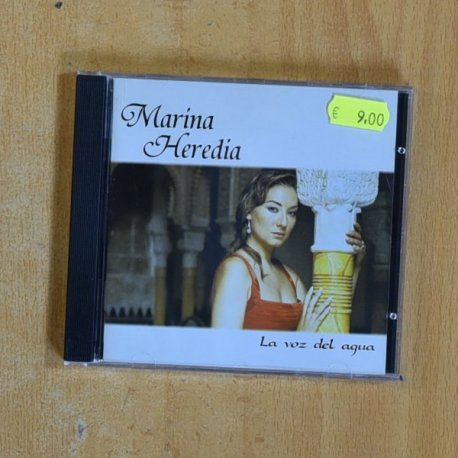 Marina
Heredia
€ 9,00
La voz del agua